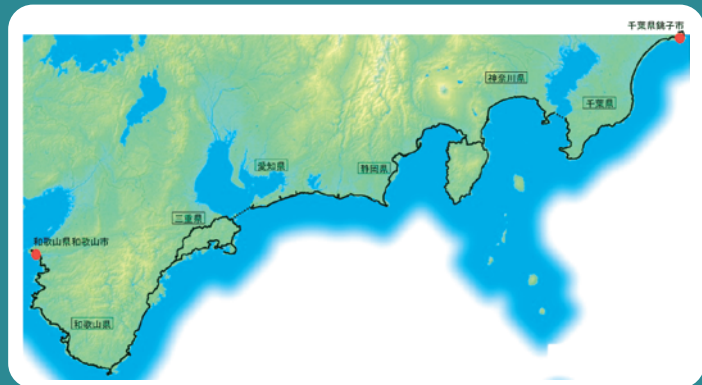 千葉県銚子市
神奈川県
千葉県
愛知県
静岡県
三重県
和歌山県和歌山市
和歌山県